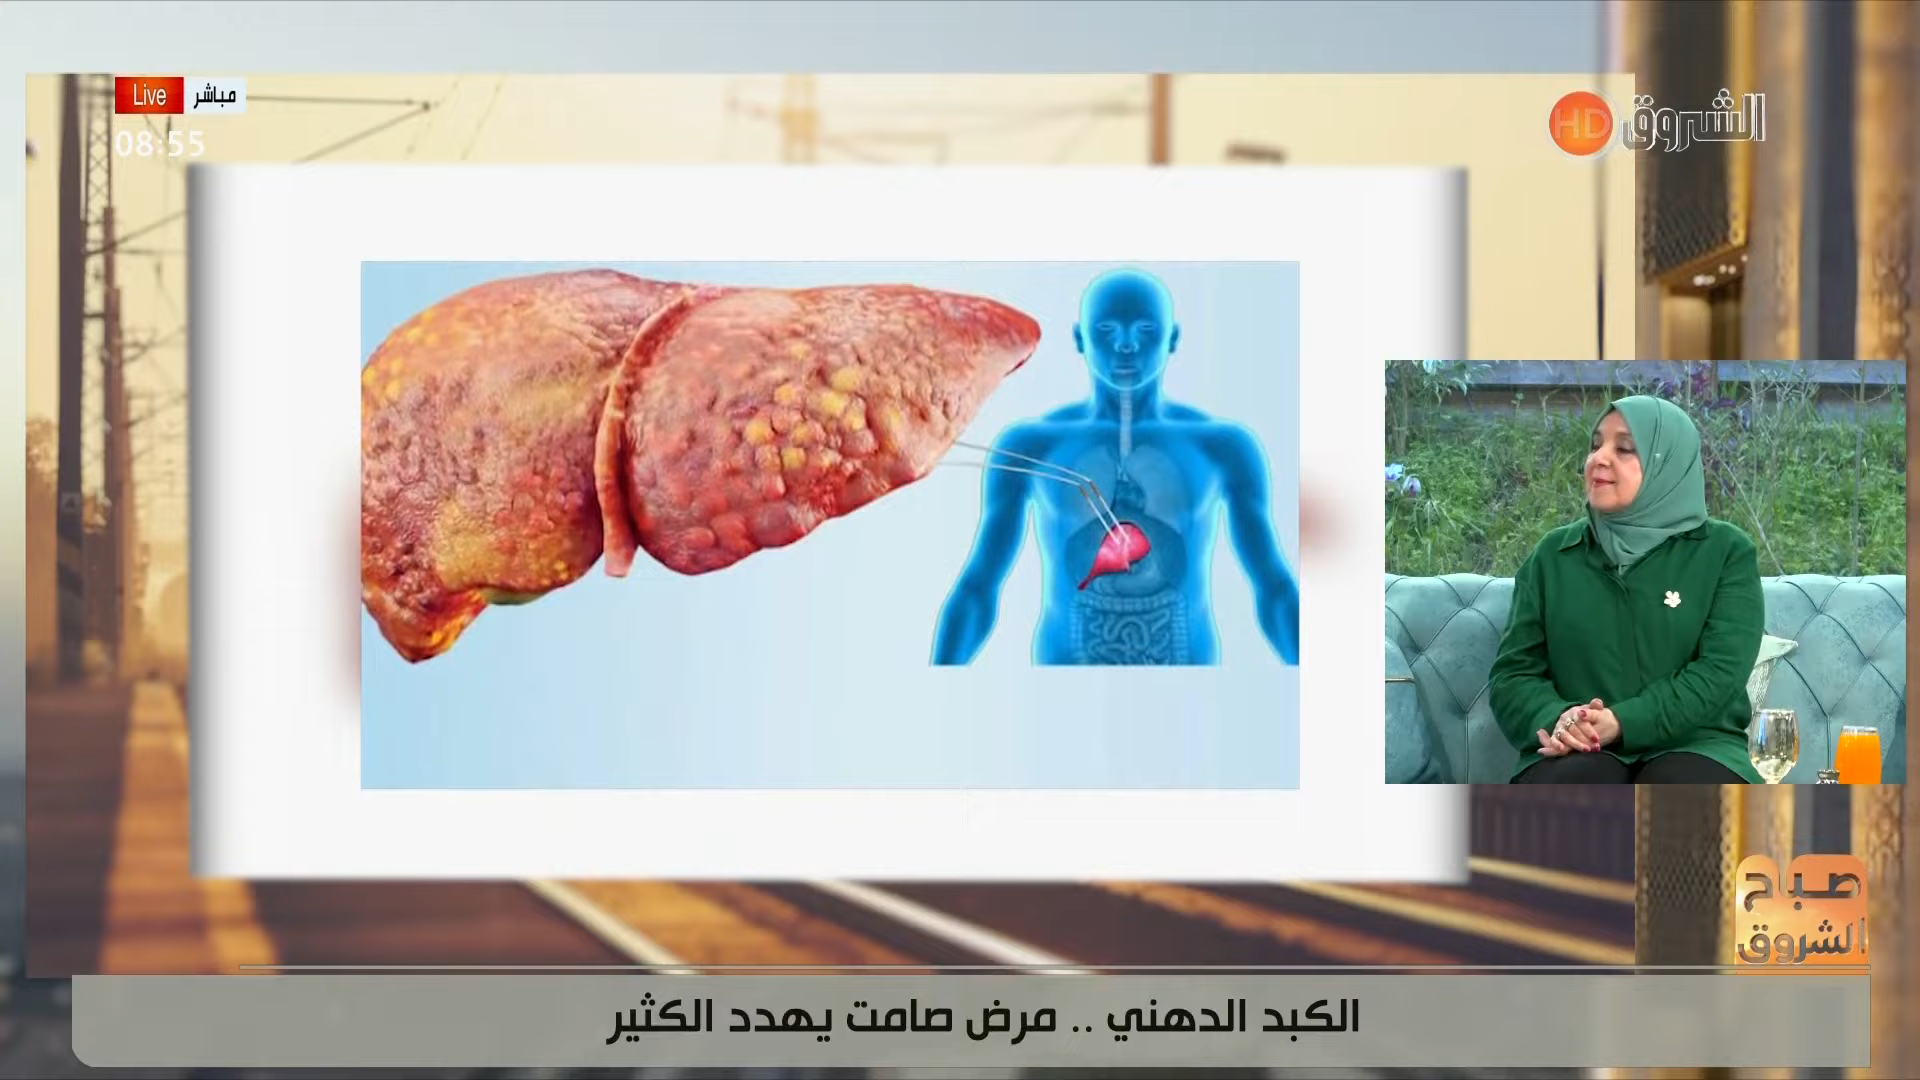 Live مباشر
08:55
الشروق HD
صباح
الشروق
الكبد الدهني .. مرض صامت يهدد الكثير